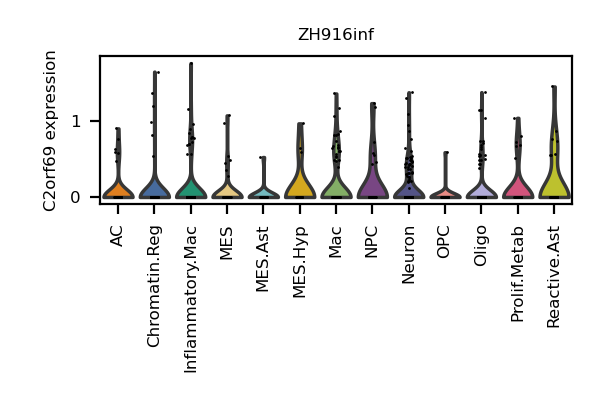 ZH916inf
C2orf69 expression
1
0
AC
Chromatin.Reg
Inflammatory.Mac
MES
MES.Ast
MES.Hyp
Mac
NPC
Neuron
OPC
Oligo
Prolif.Metab
Reactive.Ast